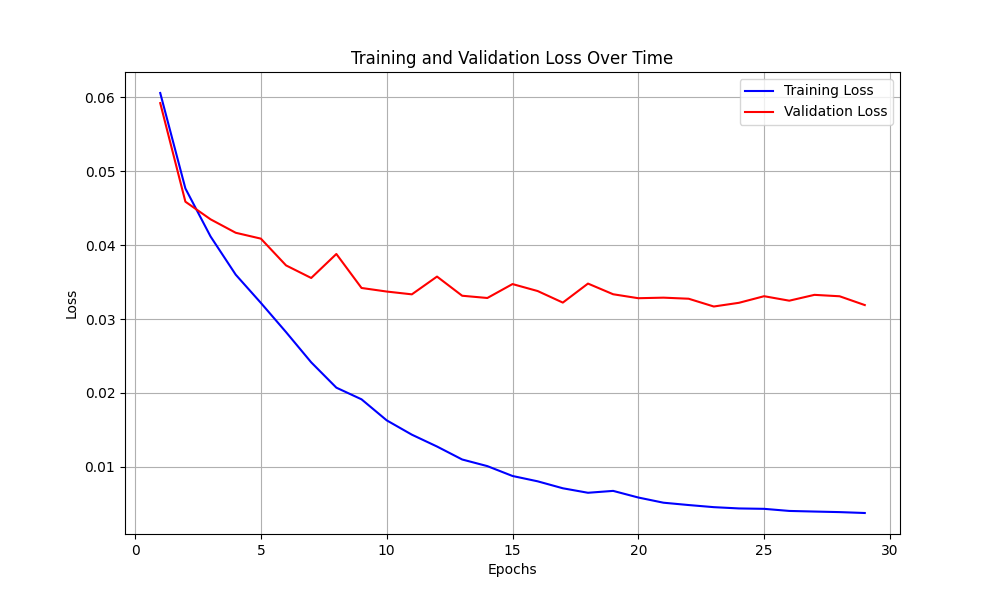 Training and Validation Loss Over Time
Training Loss
Validation Loss
0.06
0.05
0.04
0.03
0.02
0.01
Loss
0 5 10 15 20 25 30
Epochs